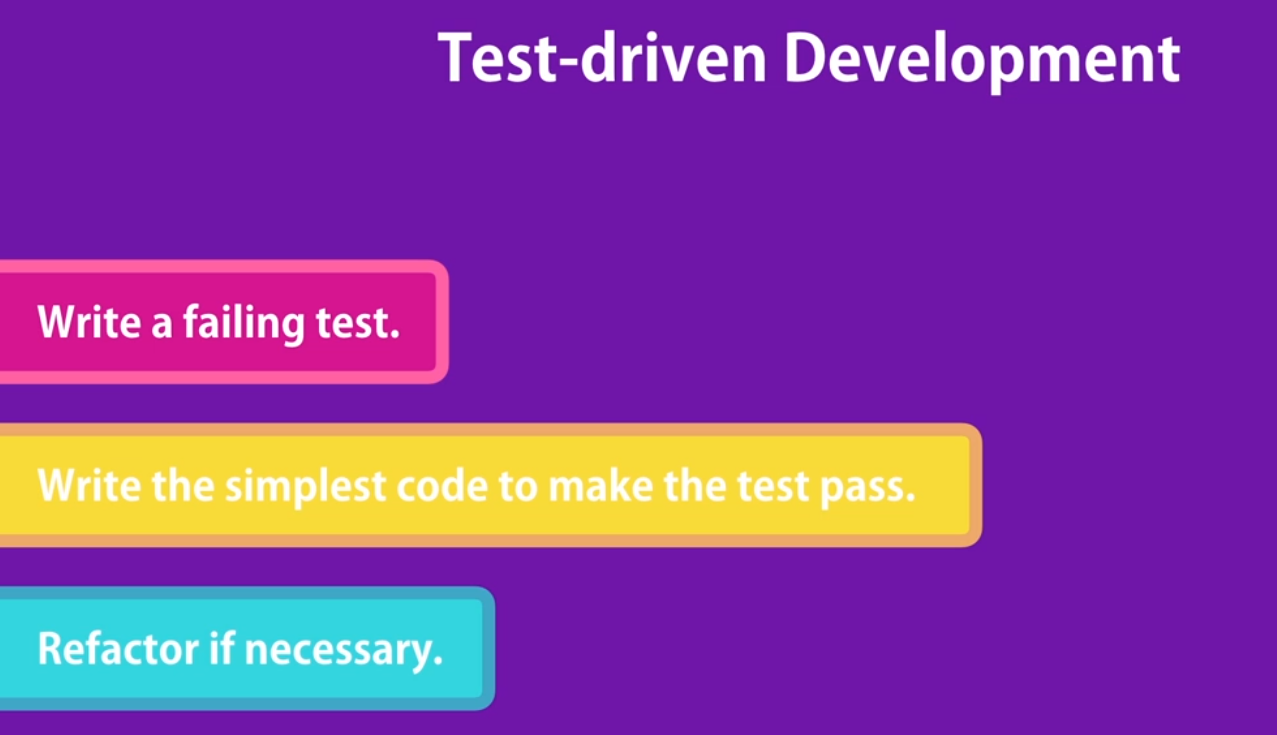 Test-driven Development
Write a failing test.
Write the simplest code to make the test pass.
Refactor if necessary.